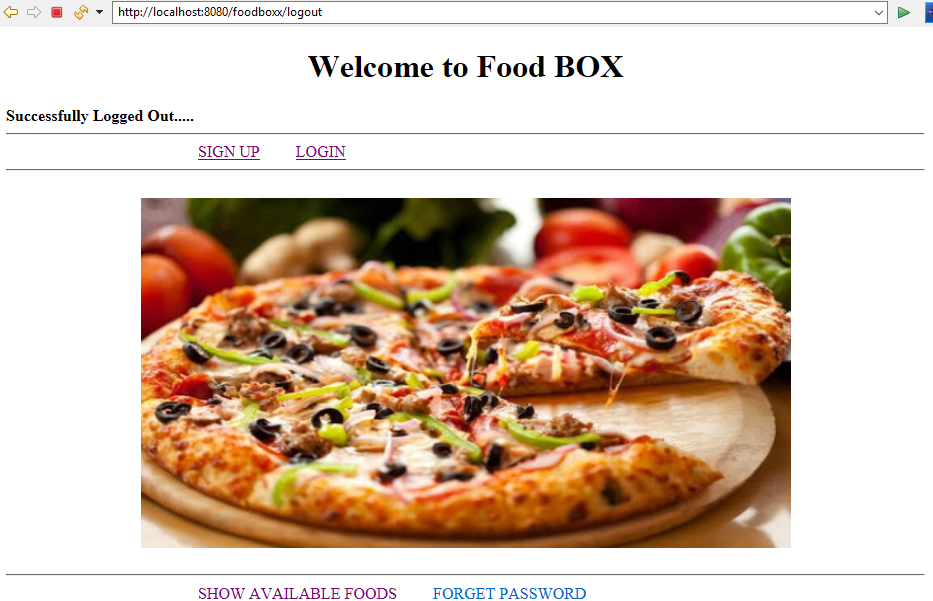 http://localhost:8080/foodboxx/logout
Welcome to Food BOX
Successfully Logged Out.....
SIGN UP LOGIN
SHOW AVAILABLE FOODS FORGET PASSWORD